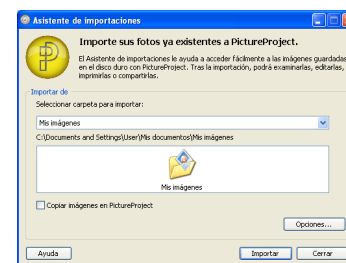 Asistente de importaciones
Importe sus fotos ya existentes a PictureProject.
El Asistente de importaciones le ayuda a acceder fácilmente a las imágenes guardadas
en el disco duro con PictureProject. Tras la importación, podrá examinarlas, editarlas,
imprimirlas o compartirlas.
Importar de
Seleccionar carpeta para importar:
Mis imágenes
C:\Documents and Settings\User\Mis documentos\Mis imágenes
Mis imágenes
Copiar imágenes en PictureProject
Opciones...
Ayuda
Importar
Cerrar